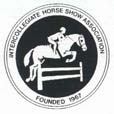 INTERCOLLEGIATE HORSE SHOW ASSOCIATION
FOUNDED 1967